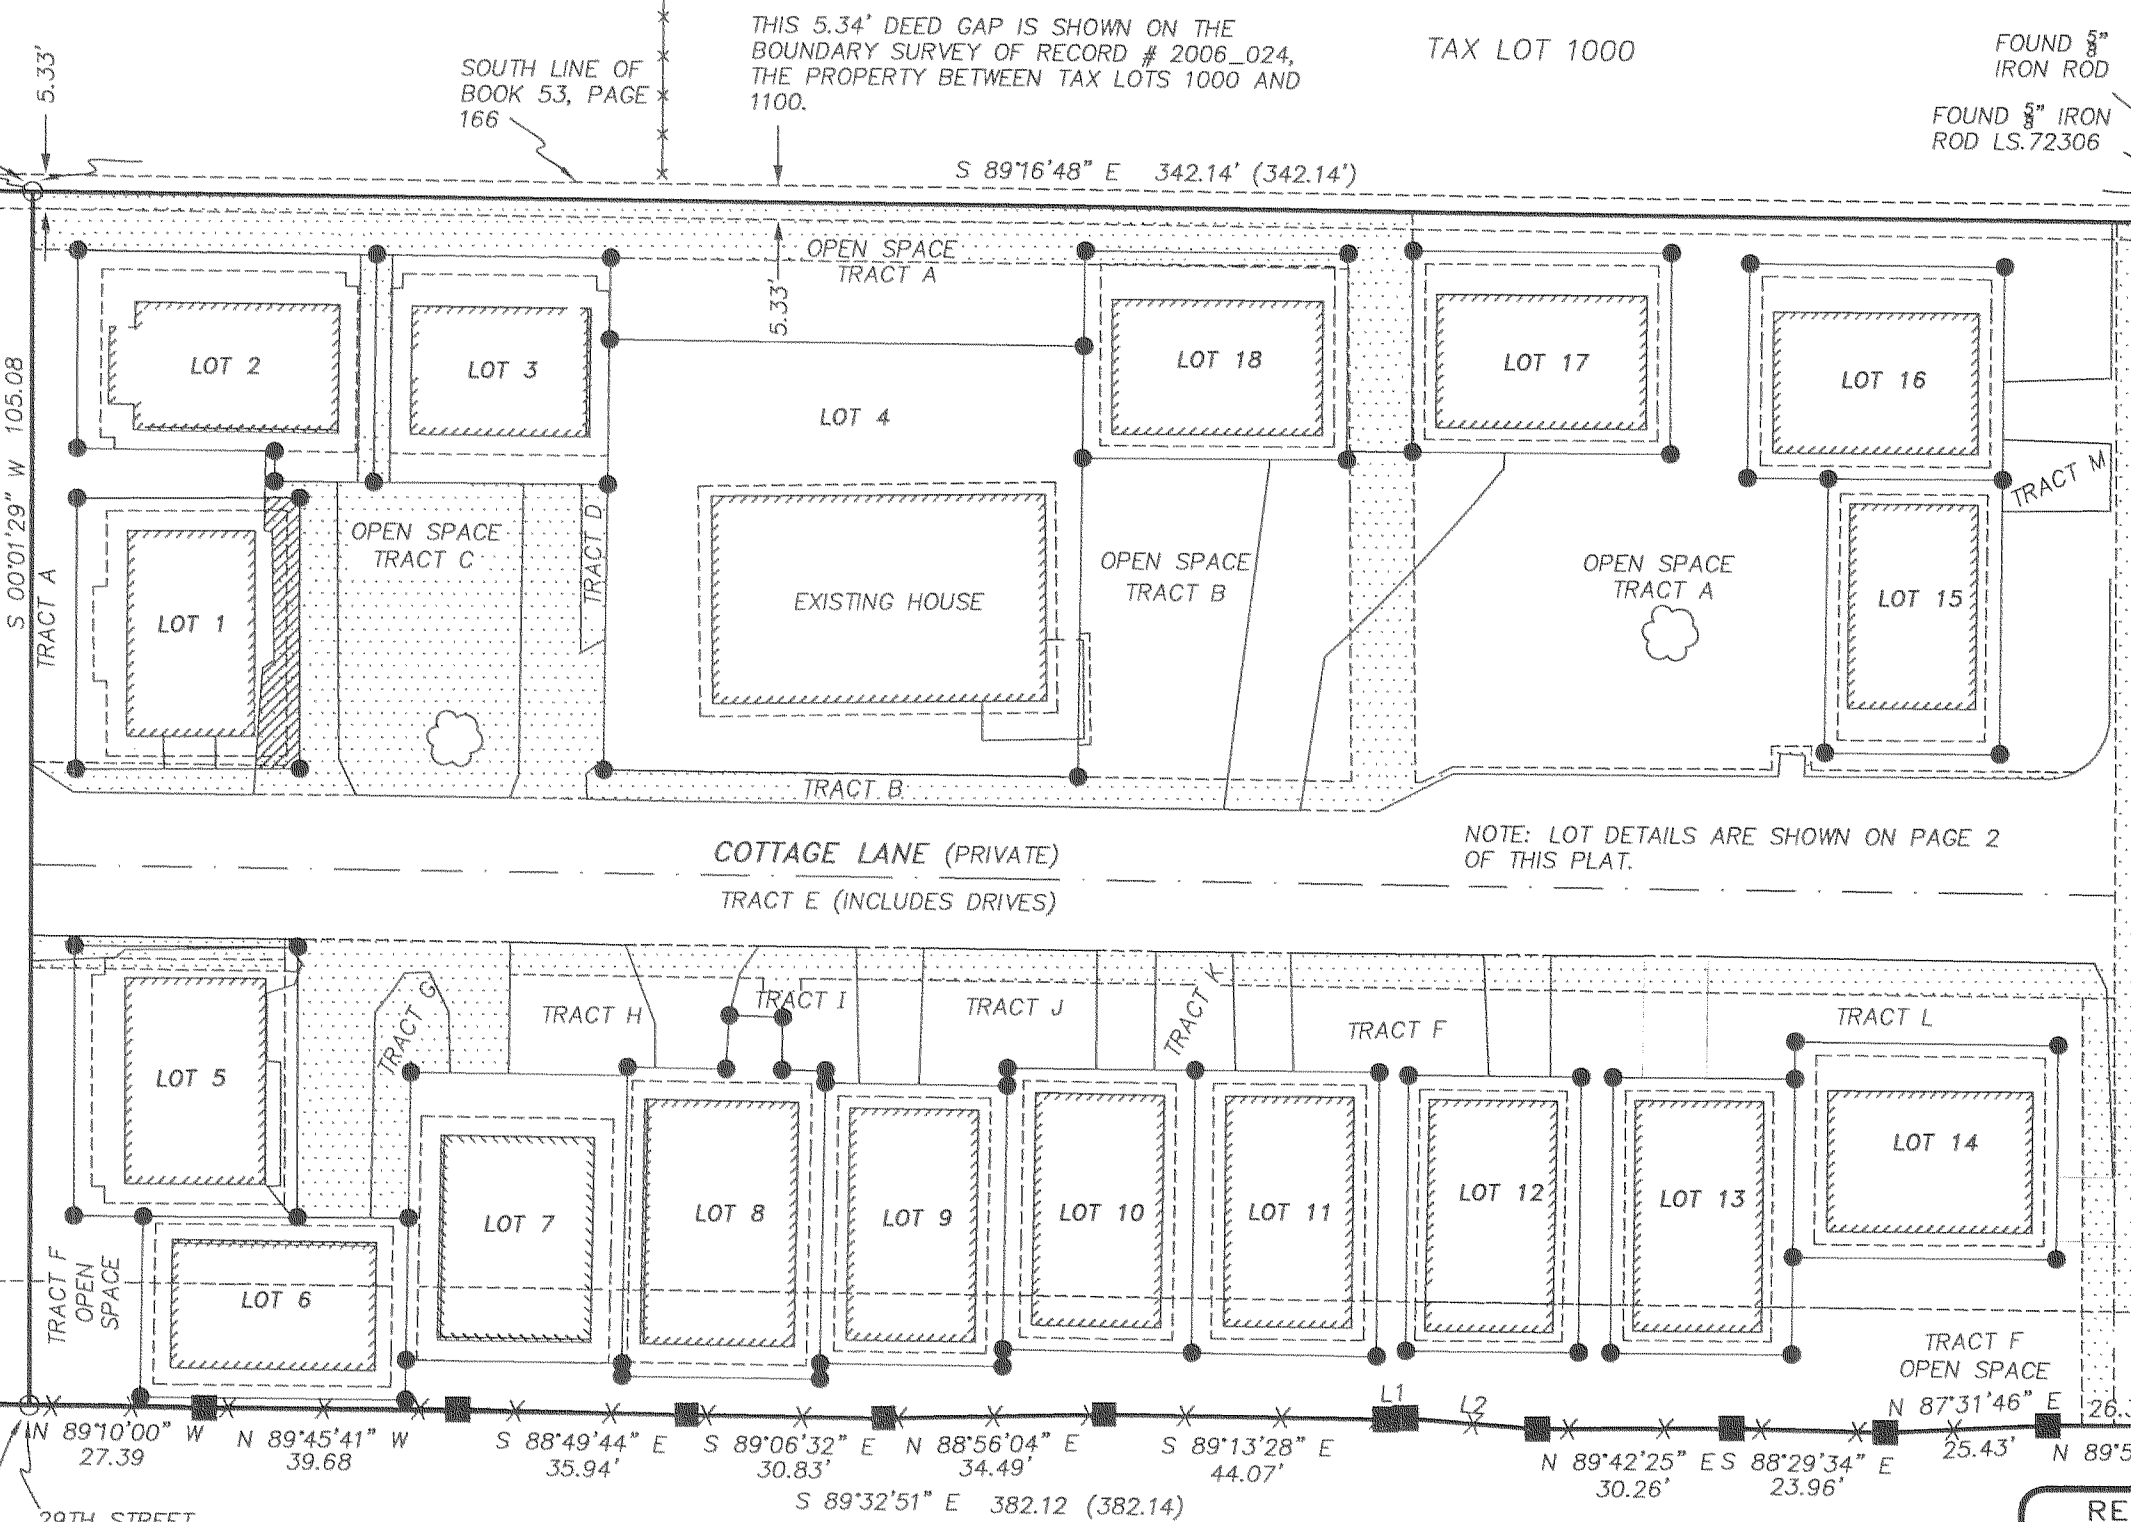 5.33'
SOUTH LINE OF
BOOK 53, PAGE
166
THIS 5.34' DEED GAP IS SHOWN ON THE
BOUNDARY SURVEY OF RECORD # 2006_024,
THE PROPERTY BETWEEN TAX LOTS 1000 AND
1100.
TAX LOT 1000
FOUND 5/8"
IRON ROD
FOUND 5/8" IRON
ROD LS.72306
S 89°16'48" E 342.14' (342.14')
OPEN SPACE
TRACT A
5.33'
LOT 2
LOT 3
LOT 4
LOT 18
LOT 17
LOT 16
TRACT M
S 00°01'29" W 105.08
TRACT A
LOT 1
OPEN SPACE
TRACT C
TRACT D
EXISTING HOUSE
OPEN SPACE
TRACT B
OPEN SPACE
TRACT A
LOT 15
TRACT B
COTTAGE LANE (PRIVATE)
TRACT E (INCLUDES DRIVES)
NOTE: LOT DETAILS ARE SHOWN ON PAGE 2
OF THIS PLAT.
LOT 5
TRACT G
TRACT H
TRACT I
TRACT J
TRACT K
TRACT F
TRACT L
LOT 6
LOT 7
LOT 8
LOT 9
LOT 10
LOT 11
LOT 12
LOT 13
LOT 14
TRACT F
OPEN
SPACE
TRACT F
OPEN SPACE
L1
L2
N 89°10'00" W
27.39
N 89°45'41" W
39.68
S 88°49'44" E
35.94'
S 89°06'32" E
30.83'
N 88°56'04" E
34.49'
S 89°13'28" E
44.07'
N 89°42'25" E
30.26'
S 88°29'34" E
23.96'
N 87°31'46" E
25.43'
26.
N 89°5
S 89°32'51" E 382.12 (382.14)
29TH STREET
RE